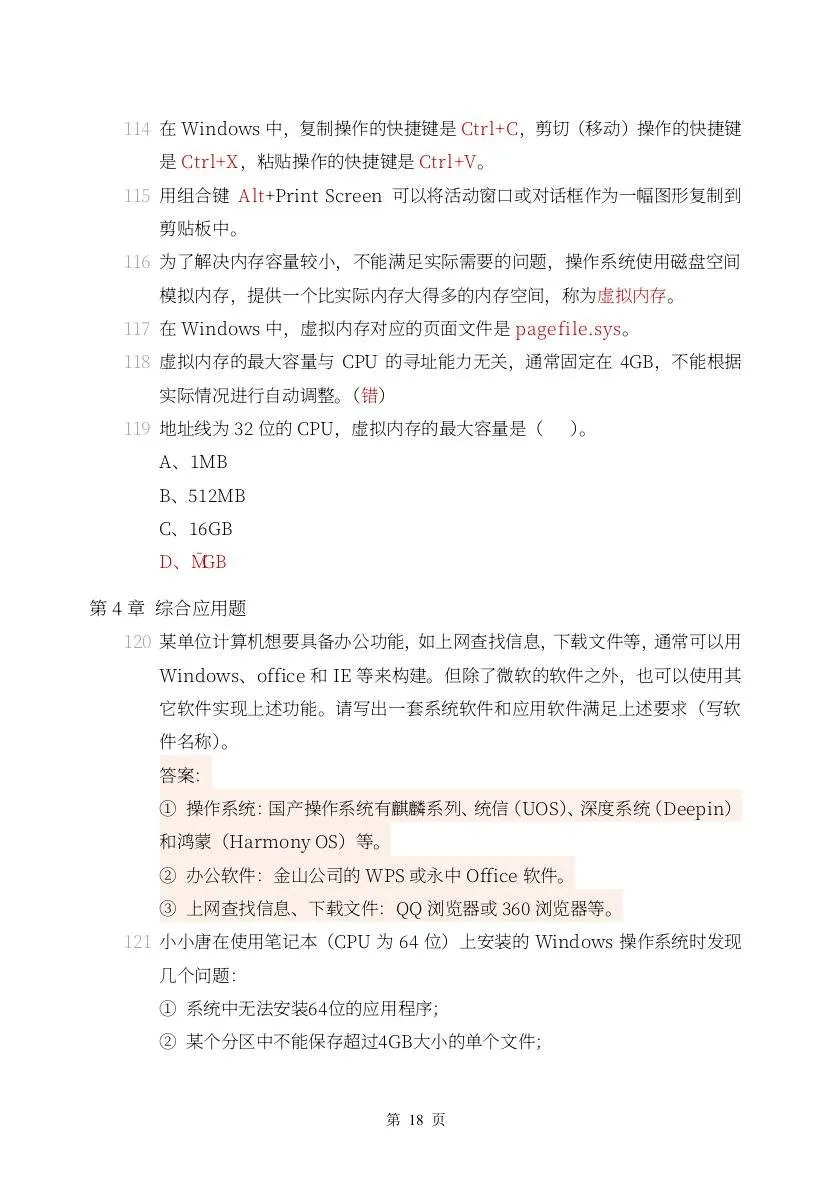 114 在 Windows 中，复制操作的快捷键是 Ctrl+C，剪切（移动）操作的快捷键
是 Ctrl+X，粘贴操作的快捷键是 Ctrl+V。
115 用组合键 Alt+Print Screen 可以将活动窗口或对话框作为一幅图形复制到
剪贴板中。
116 为了解决内存容量较小，不能满足实际需要的问题，操作系统使用磁盘空间
模拟内存，提供一个比实际内存大得多的内存空间，称为虚拟内存。
117 在 Windows 中，虚拟内存对应的页面文件是 pagefile.sys。
118 虚拟内存的最大容量与 CPU 的寻址能力无关，通常固定在 4GB，不能根据
实际情况进行自动调整。（错）
119 地址线为 32 位的 CPU，虚拟内存的最大容量是（ ）。
A、1MB
B、512MB
C、16GB
D、GB
第 4 章 综合应用题
120 某单位计算机想要具备办公功能，如上网查找信息，下载文件等，通常可以用
Windows、office 和 IE 等来构建。但除了微软的软件之外，也可以使用其
它软件实现上述功能。请写出一套系统软件和应用软件满足上述要求（写软
件名称）。
答案：
① 操作系统：国产操作系统有麒麟系列、统信（UOS）、深度系统（Deepin）
和鸿蒙（Harmony OS）等。
② 办公软件：金山公司的 WPS 或永中 Office 软件。
③ 上网查找信息、下载文件：QQ 浏览器或 360 浏览器等。
121 小小唐在使用笔记本（CPU 为 64 位）上安装的 Windows 操作系统时发现
几个问题：
① 系统中无法安装64位的应用程序；
② 某个分区中不能保存超过4GB大小的单个文件；
第 18 页